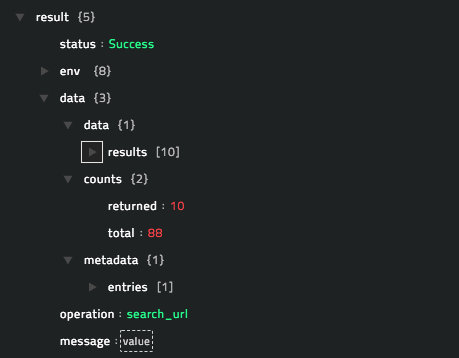 result {5}
status : Success
env {8}
data {3}
data {1}
results [10]
counts {2}
returned : 10
total : 88
metadata {1}
entries [1]
operation : search_url
message : value